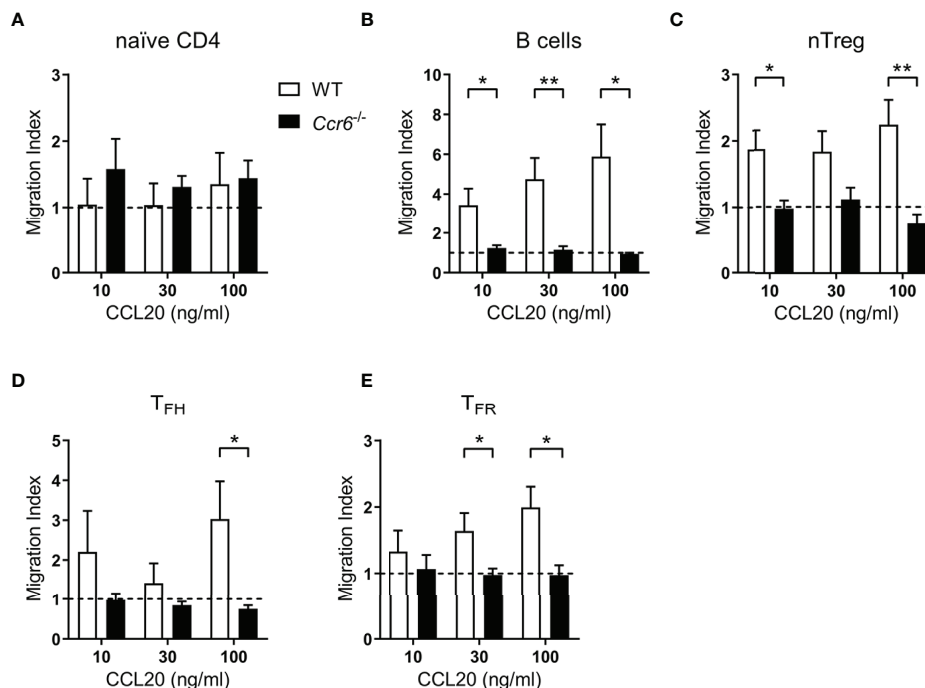 A
naïve CD4
3
2
1
0
Migration Index
WT
Ccr6-/-
10 30 100
CCL20 (ng/ml)
B
B cells
10
8
6
4
2
0
Migration Index
* ** *
10 30 100
CCL20 (ng/ml)
C
nTreg
3
2
1
0
Migration Index
* **
10 30 100
CCL20 (ng/ml)
D
TFH
5
4
3
2
1
0
Migration Index
*
10 30 100
CCL20 (ng/ml)
E
TFR
3
2
1
0
Migration Index
* *
10 30 100
CCL20 (ng/ml)